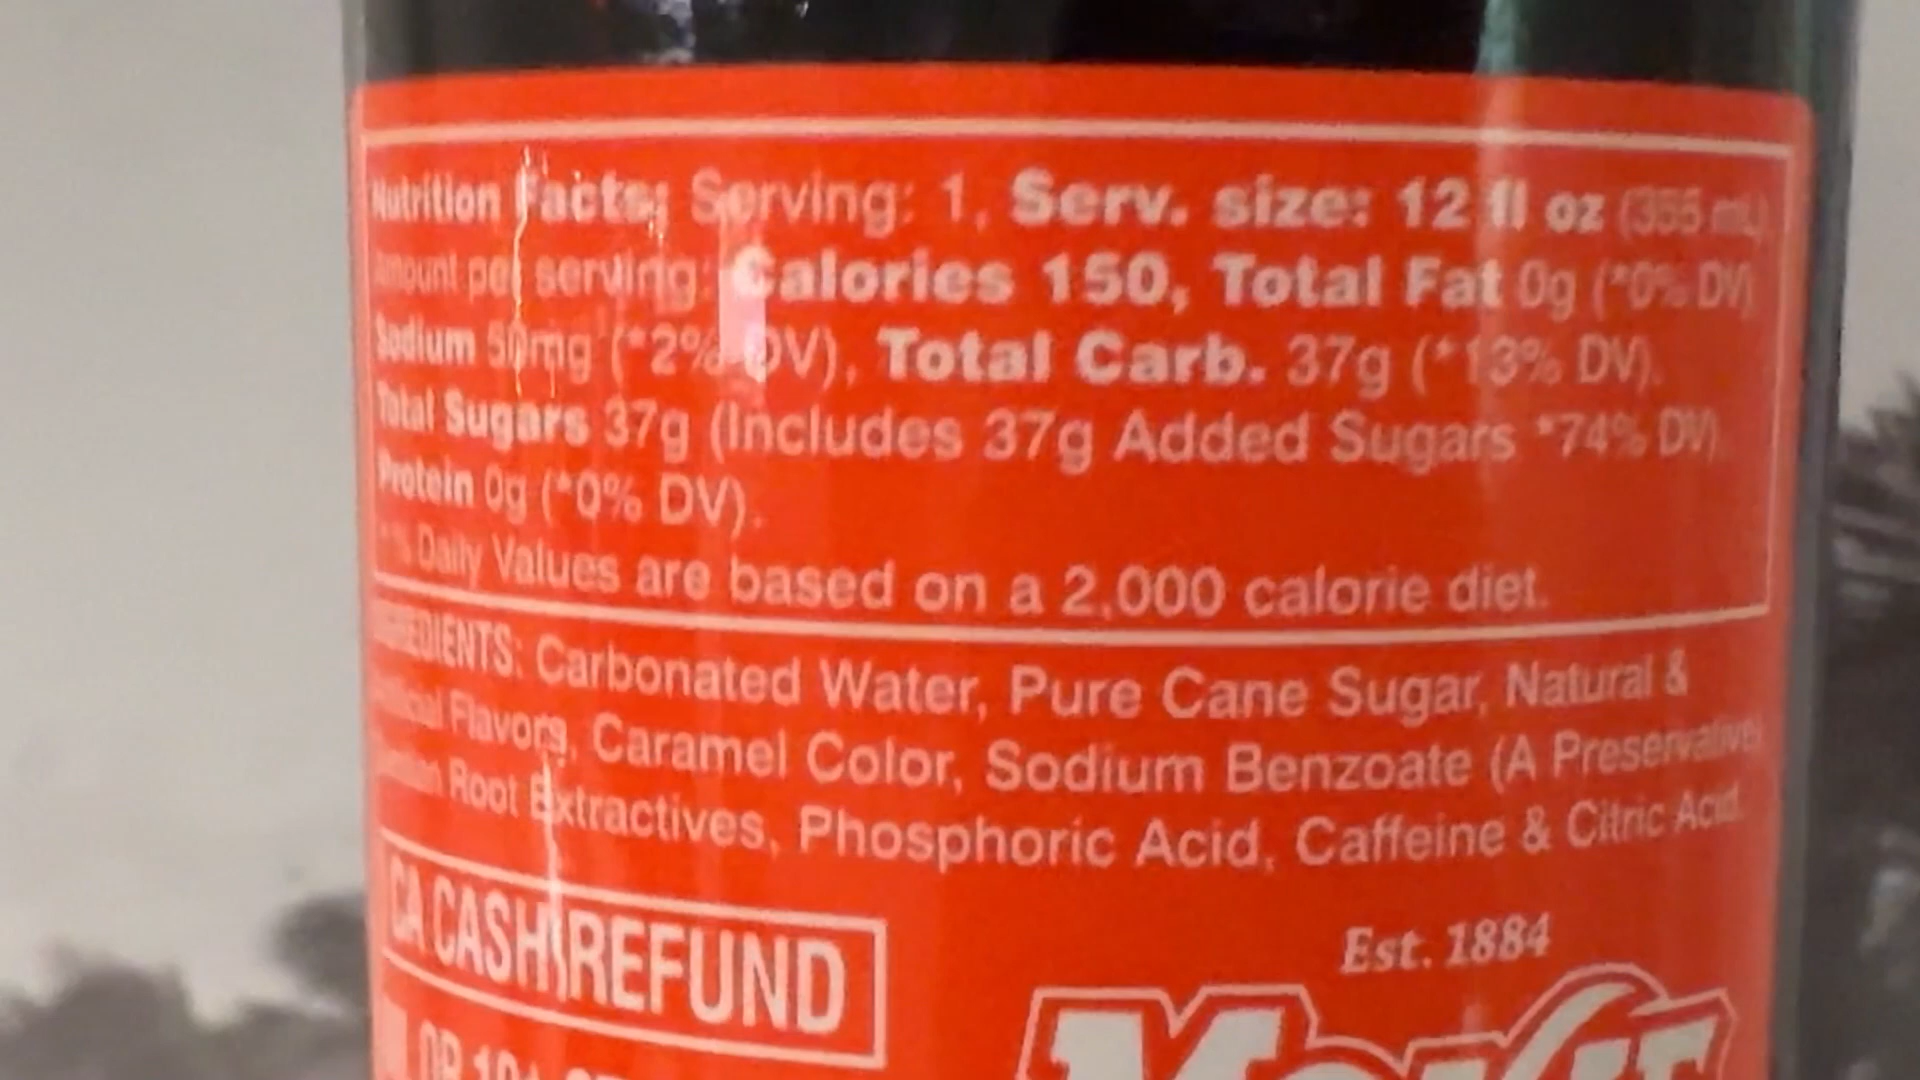 Nutrition Facts: Serving: 1, Serv. size: 12 fl oz (355 mL),
Amount per serving: Calories 150, Total Fat 0g (*0% DV),
Sodium 50mg (*2% DV), Total Carb. 37g (*13% DV),
Total Sugars 37g (Includes 37g Added Sugars *74% DV),
Protein 0g (*0% DV).
*% Daily Values are based on a 2,000 calorie diet.
INGREDIENTS: Carbonated Water, Pure Cane Sugar, Natural &
Artificial Flavors, Caramel Color, Sodium Benzoate (A Preservative)
Root Extractives, Phosphoric Acid, Caffeine & Citric Acid.
CA CASH REFUND
Est. 1884
OR 10¢